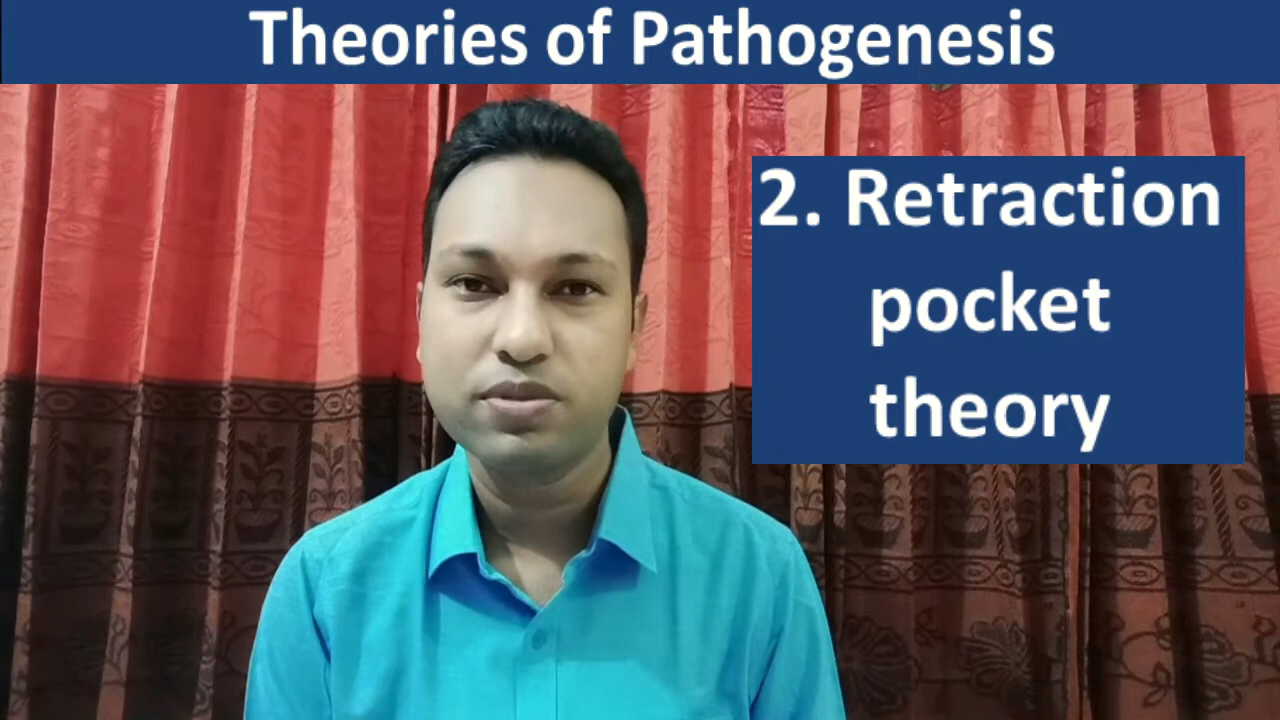 Theories of Pathogenesis
2. Retraction
pocket
theory